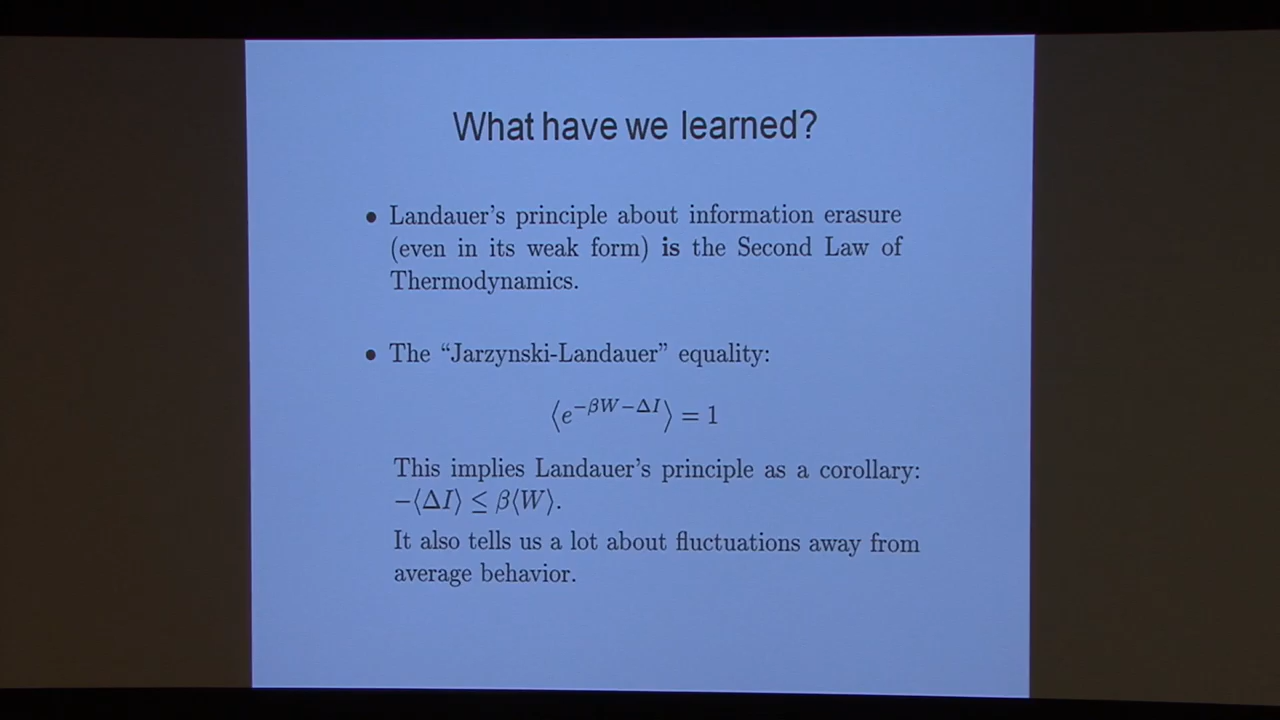 What have we learned?
• Landauer's principle about information erasure
(even in its weak form) is the Second Law of
Thermodynamics.
• The “Jarzynski-Landauer” equality:
⟨e^{−βW−ΔI}⟩ = 1
This implies Landauer's principle as a corollary:
−⟨ΔI⟩ ≤ β⟨W⟩.
It also tells us a lot about fluctuations away from
average behavior.